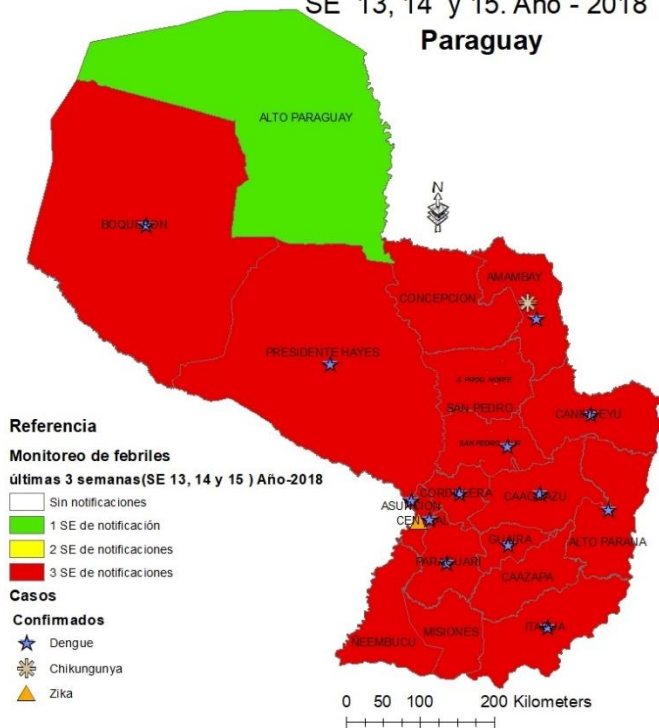 SE 13, 14 y 15. Año - 2018
Paraguay
ALTO PARAGUAY
N
BOQUERON
AMAMBAY
CONCEPCION
PRESIDENTE HAYES
SAN PEDRO
CANINDEYU
CORDILLERA
CAAGUAZU
ASUNCION
CENTRAL
GUAIRA
ALTO PARANA
PARAGUARI
CAAZAPA
ITAPUA
MISIONES
ÑEEMBUCU
Referencia
Monitoreo de febriles
últimas 3 semanas(SE 13, 14 y 15 ) Año-2018
Sin notificaciones
1 SE de notificación
2 SE de notificaciones
3 SE de notificaciones
Casos
Confirmados
Dengue
Chikungunya
Zika
0 50 100 200 Kilometers